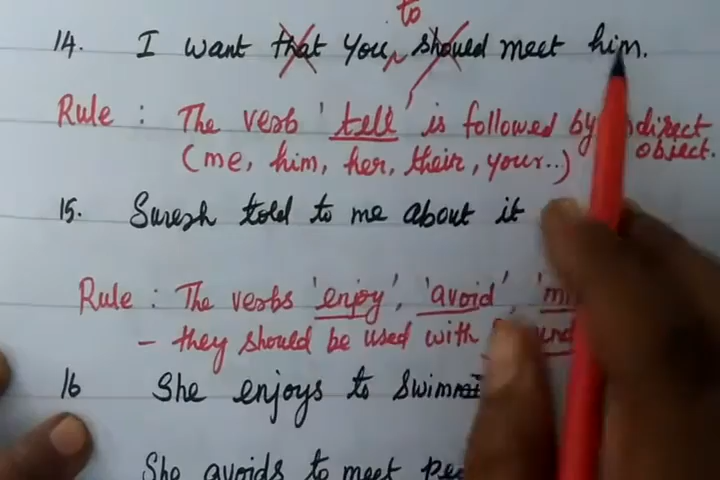 to
14. I want that you should meet him.
Rule : The verb 'tell' is followed by direct
(me, him, her, their, your..) object.
15. Suresh told to me about it
Rule : The verbs 'enjoy', 'avoid',
- they should be used with
16 She enjoys to swim
She avoids to meet